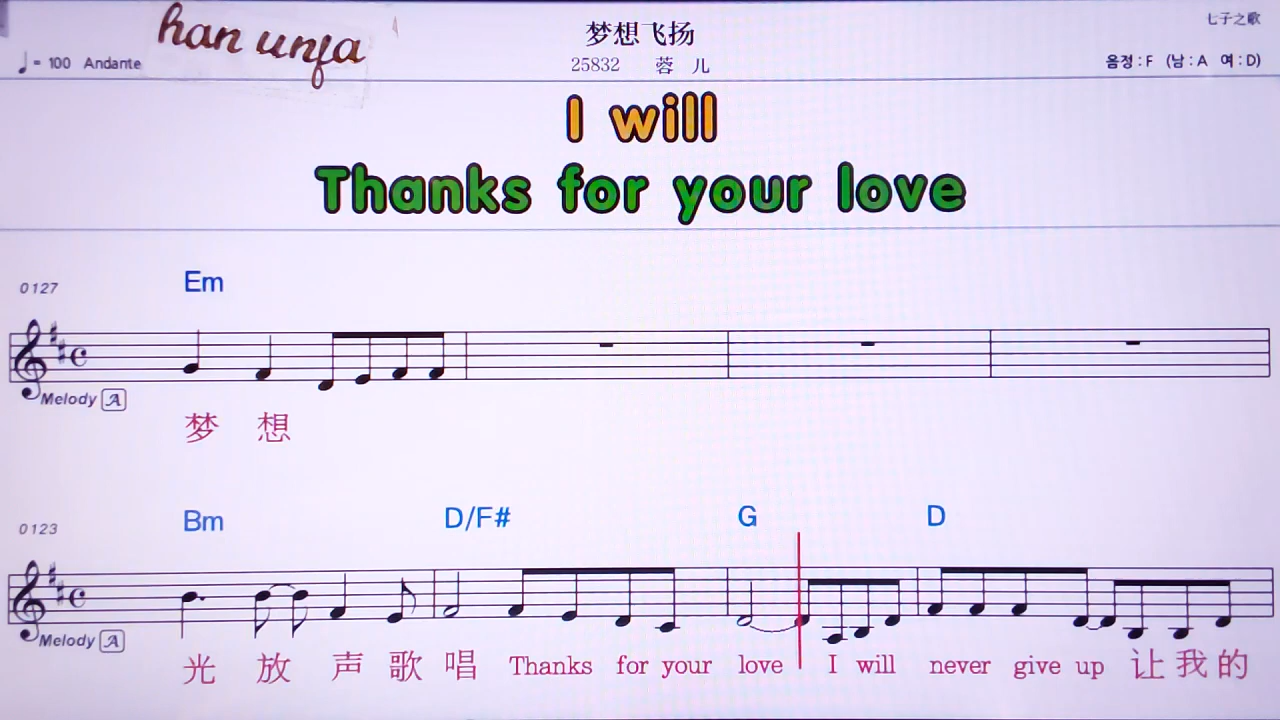 han unfa
梦想飞扬
七子之歌
♩= 100 Andante
25832 蓉 儿
음정 : F (남 : A 여 : D)
I will
Thanks for your love
0127
Em
Melody A
梦 想
0123
Bm D/F# G D
Melody A
光 放 声 歌 唱 Thanks for your love I will never give up 让 我 的